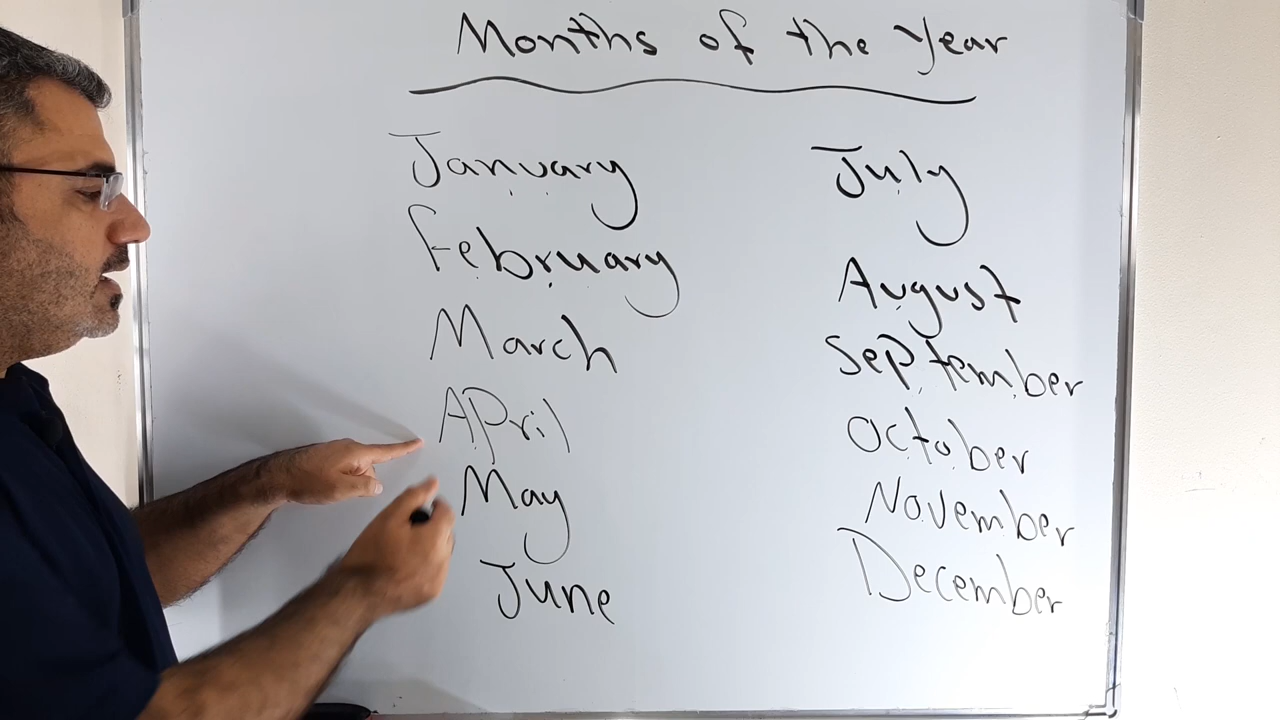 Months of the Year
January
February
March
April
May
June
July
August
September
October
November
December